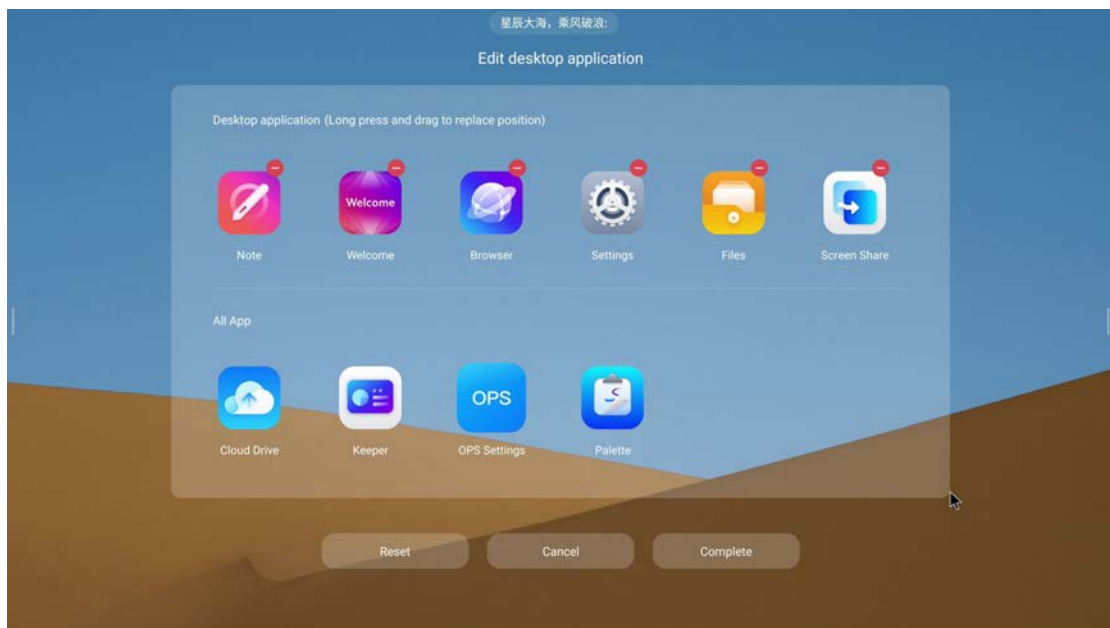 星辰大海，乘风破浪:
Edit desktop application
Desktop application (Long press and drag to replace position)
Welcome
Note Welcome Browser Settings Files Screen Share
All App
OPS
Cloud Drive Keeper OPS Settings Palette
Reset Cancel Complete